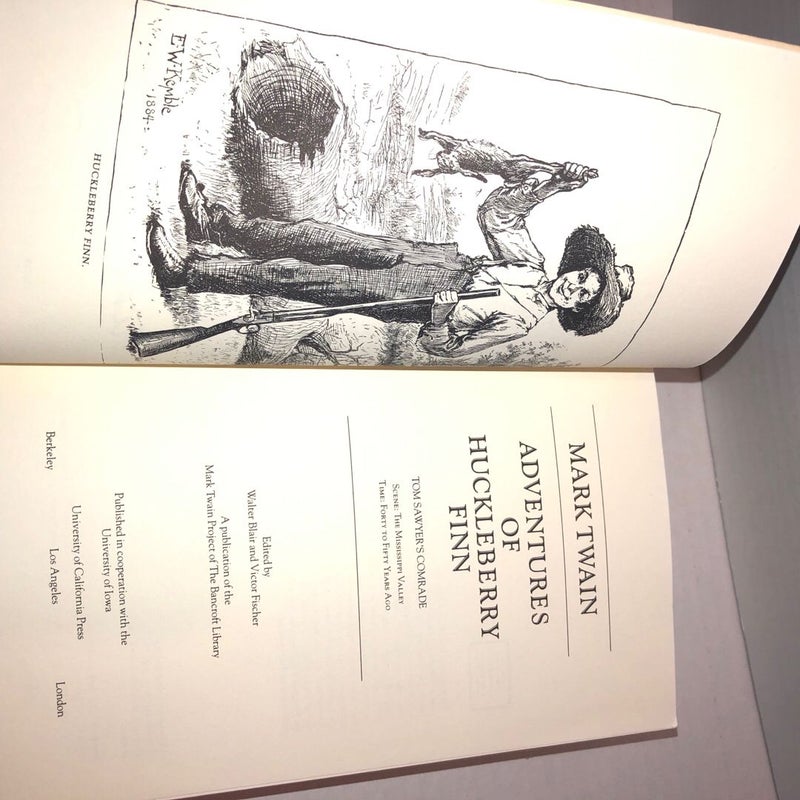 E.W. Kemble
1884.
HUCKLEBERRY FINN.
MARK TWAIN
ADVENTURES
OF
HUCKLEBERRY
FINN
TOM SAWYER'S COMRADE
SCENE: THE MISSISSIPPI VALLEY
TIME: FORTY TO FIFTY YEARS AGO
Edited by
Walter Blair and Victor Fischer
A publication of the
Mark Twain Project of The Bancroft Library
Published in cooperation with the
University of Iowa
University of California Press
Berkeley Los Angeles London